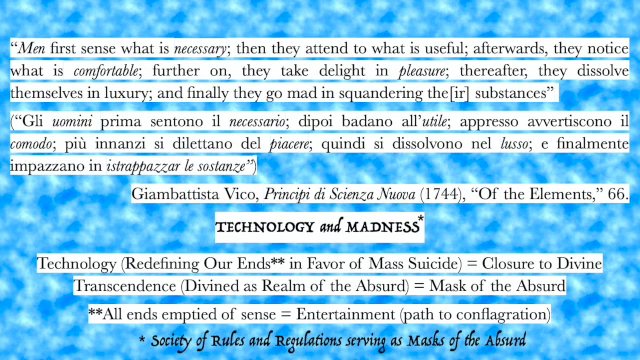 “Men first sense what is necessary; then they attend to what is useful; afterwards, they notice
what is comfortable; further on, they take delight in pleasure; thereafter, they dissolve
themselves in luxury; and finally they go mad in squandering the[ir] substances”
(“Gli uomini prima sentono il necessario; dipoi badano all’utile; appresso avvertiscono il
comodo; più innanzi si dilettano del piacere; quindi si dissolvono nel lusso; e finalmente
impazzano in istrappazzar le sostanze”)
Giambattista Vico, Principi di Scienza Nuova (1744), “Of the Elements,” 66.
TECHNOLOGY and MADNESS*
Technology (Redefining Our Ends** in Favor of Mass Suicide) = Closure to Divine
Transcendence (Divined as Realm of the Absurd) = Mask of the Absurd
**All ends emptied of sense = Entertainment (path to conflagration)
* Society of Rules and Regulations serving as Masks of the Absurd